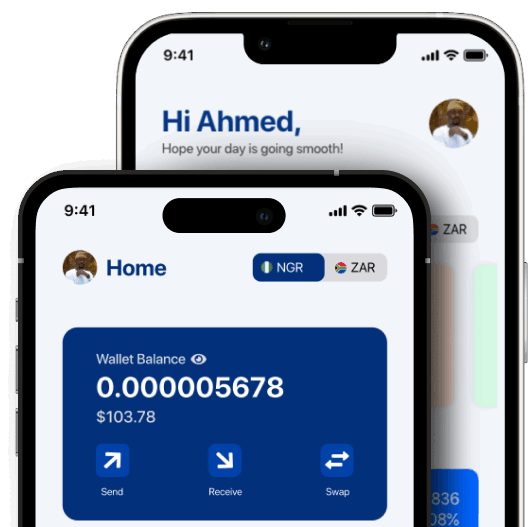 9:41
Hi Ahmed,
Hope your day is going smooth!
ZAR
9:41
Home
NGR
ZAR
Wallet Balance
0.000005678
$103.78
Send
Receive
Swap
836
08%